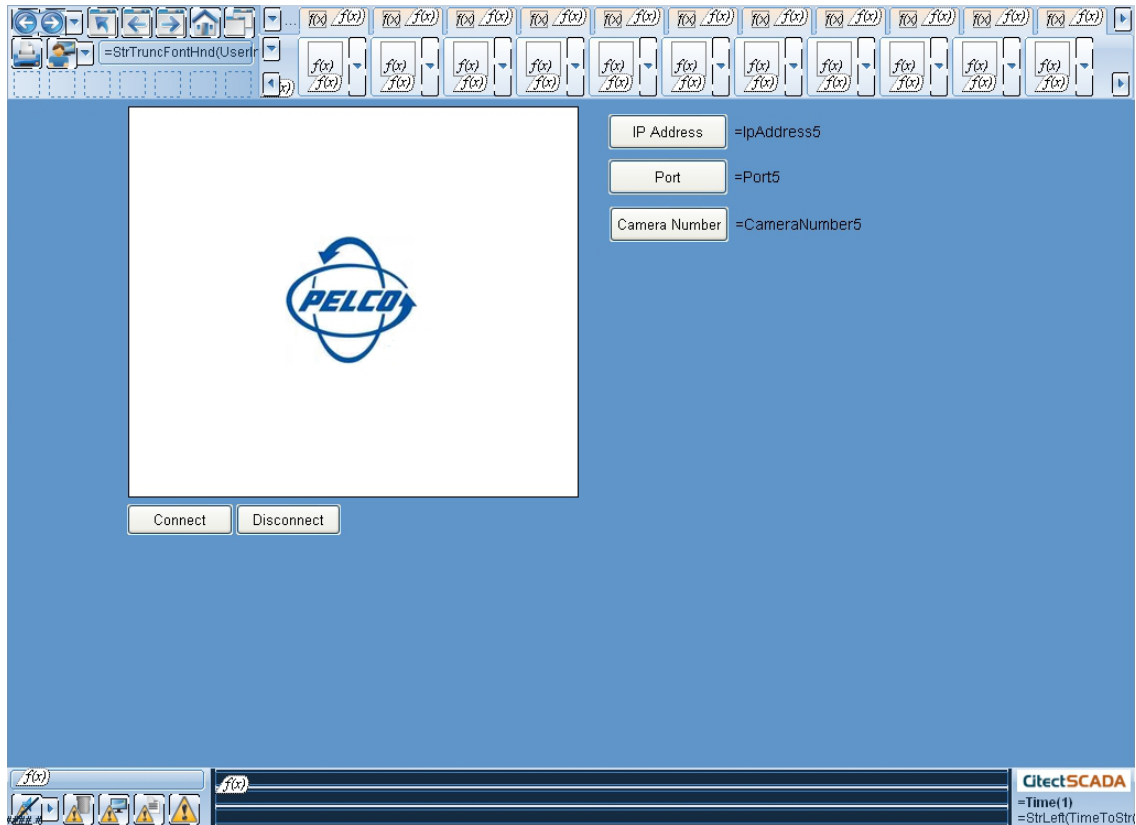 =StrTruncFontHnd(UserIr
... f(x) f(x) f(x) f(x) f(x) f(x) f(x) f(x) f(x) f(x) f(x) f(x) f(x) f(x) f(x) f(x) f(x) f(x) f(x) f(x) f(x) f(x)
f(x) f(x) f(x) f(x) f(x) f(x) f(x) f(x) f(x) f(x) f(x)
x) f(x) f(x) f(x) f(x) f(x) f(x) f(x) f(x) f(x) f(x) f(x)
IP Address =IpAddress5
Port =Port5
Camera Number =CameraNumber5
PELCO
Connect Disconnect
f(x)
f(x)
CitectSCADA
=Time(1)
=StrLeft(TimeToStr(